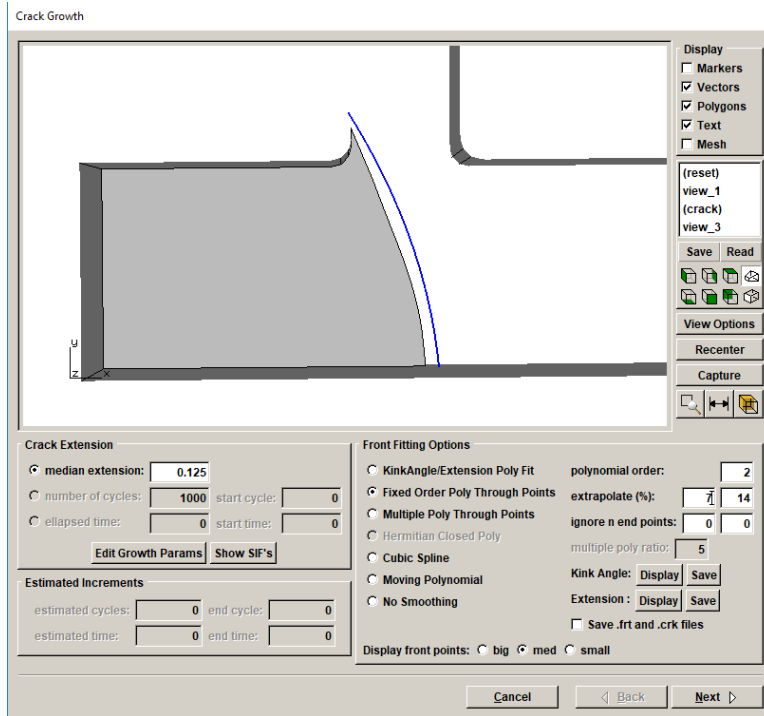 Crack Growth
y
z x
Display
Markers
Vectors
Polygons
Text
Mesh
(reset)
view_1
(crack)
view_3
Save Read
View Options
Recenter
Capture
Crack Extension
median extension: 0.125
number of cycles: 1000 start cycle: 0
ellapsed time: 0 start time: 0
Edit Growth Params Show SIF's
Estimated Increments
estimated cycles: 0 end cycle: 0
estimated time: 0 end time: 0
Front Fitting Options
KinkAngle/Extension Poly Fit polynomial order: 2
Fixed Order Poly Through Points extrapolate (%): 7 14
Multiple Poly Through Points ignore n end points: 0 0
Hermitian Closed Poly multiple poly ratio: 5
Cubic Spline Kink Angle: Display Save
Moving Polynomial Extension : Display Save
No Smoothing Save .frt and .crk files
Display front points: big med small
Cancel Back Next